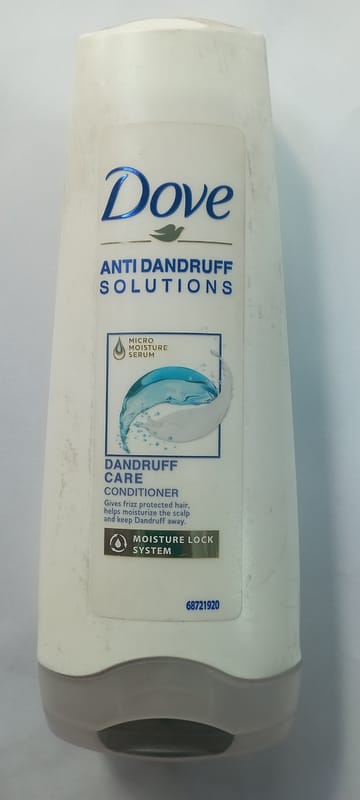 Dove
ANTI DANDRUFF
SOLUTIONS
MICRO
MOISTURE
SERUM
DANDRUFF
CARE
CONDITIONER
Gives frizz protected hair,
helps moisturize the scalp
and keep Dandruff away.
MOISTURE LOCK
SYSTEM
68721920